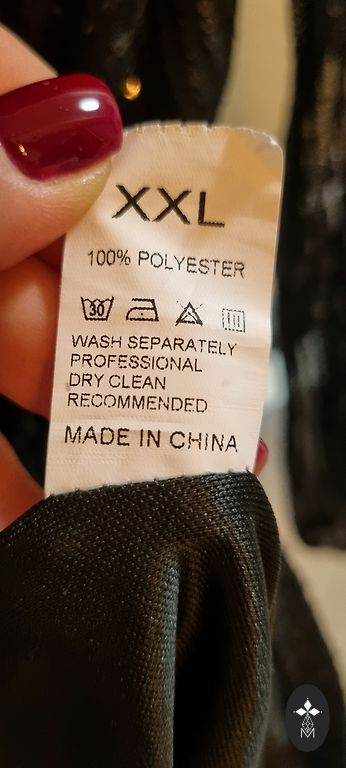 XXL
100% POLYESTER
30
WASH SEPARATELY
PROFESSIONAL
DRY CLEAN
RECOMMENDED
MADE IN CHINA
M